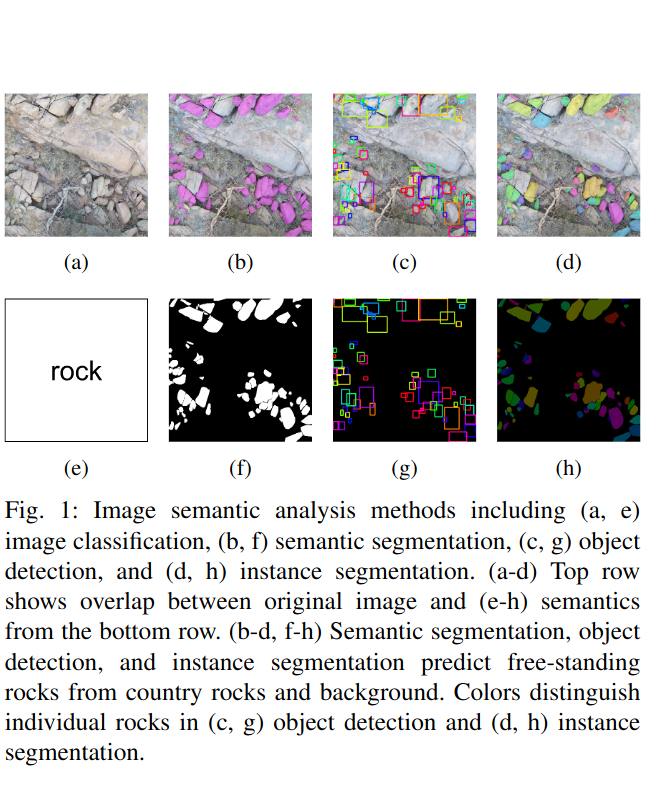 (a)
(b)
(c)
(d)
rock
(e)
(f)
(g)
(h)
Fig. 1: Image semantic analysis methods including (a, e)
image classification, (b, f) semantic segmentation, (c, g) object
detection, and (d, h) instance segmentation. (a-d) Top row
shows overlap between original image and (e-h) semantics
from the bottom row. (b-d, f-h) Semantic segmentation, object
detection, and instance segmentation predict free-standing
rocks from country rocks and background. Colors distinguish
individual rocks in (c, g) object detection and (d, h) instance
segmentation.